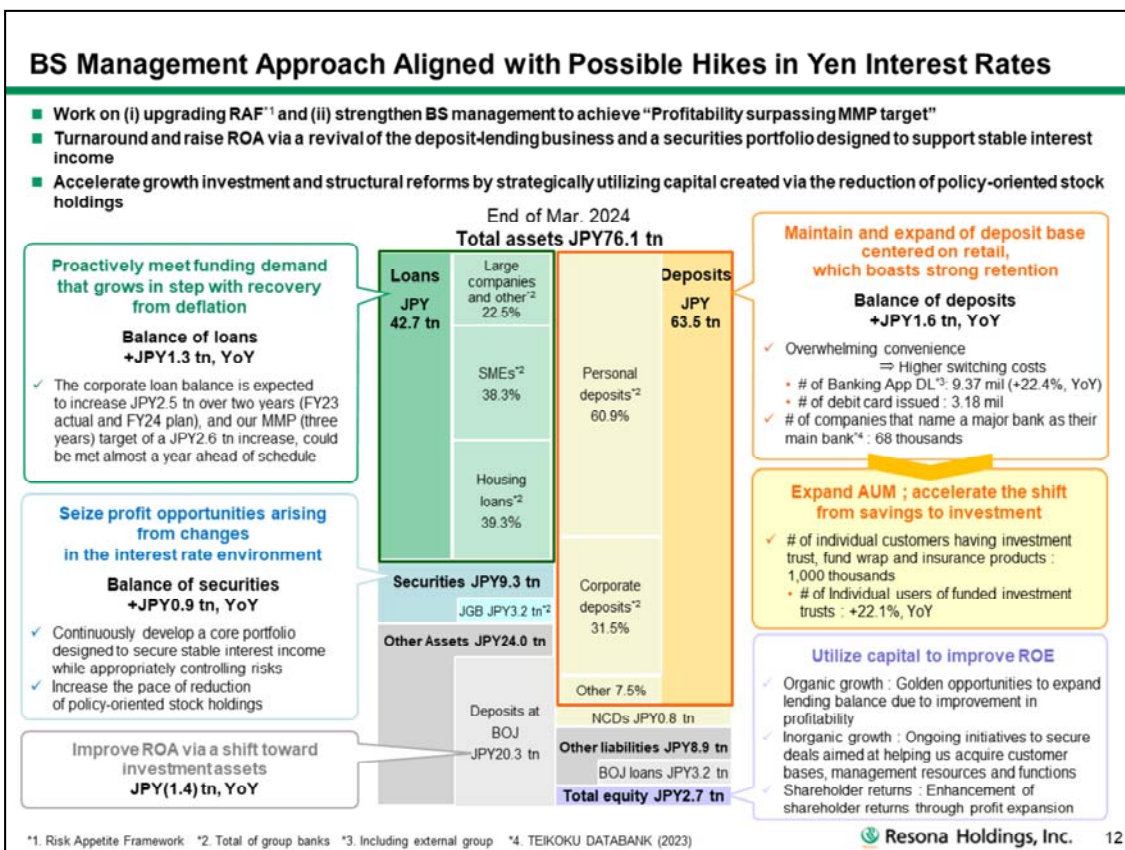 BS Management Approach Aligned with Possible Hikes in Yen Interest Rates
■ Work on (i) upgrading RAF*1 and (ii) strengthen BS management to achieve “Profitability surpassing MMP target”
■ Turnaround and raise ROA via a revival of the deposit-lending business and a securities portfolio designed to support stable interest
income
■ Accelerate growth investment and structural reforms by strategically utilizing capital created via the reduction of policy-oriented stock
holdings
End of Mar. 2024
Total assets JPY76.1 tn
Proactively meet funding demand
that grows in step with recovery
from deflation
Balance of loans
+JPY1.3 tn, YoY
✓ The corporate loan balance is expected
to increase JPY2.5 tn over two years (FY23
actual and FY24 plan), and our MMP (three
years) target of a JPY2.6 tn increase, could
be met almost a year ahead of schedule
Seize profit opportunities arising
from changes
in the interest rate environment
Balance of securities
+JPY0.9 tn, YoY
✓ Continuously develop a core portfolio
designed to secure stable interest income
while appropriately controlling risks
✓ Increase the pace of reduction
of policy-oriented stock holdings
Improve ROA via a shift toward
investment assets
JPY(1.4) tn, YoY
Loans
JPY
42.7 tn
Large
companies
and other*2
22.5%
SMEs*2
38.3%
Housing
loans*2
39.3%
Securities JPY9.3 tn
JGB JPY3.2 tn*2
Other Assets JPY24.0 tn
Deposits at
BOJ
JPY20.3 tn
Deposits
JPY
63.5 tn
Personal
deposits*2
60.9%
Corporate
deposits*2
31.5%
Other 7.5%
NCDs JPY0.8 tn
Other liabilities JPY8.9 tn
BOJ loans JPY3.2 tn
Total equity JPY2.7 tn
Maintain and expand of deposit base
centered on retail,
which boasts strong retention
Balance of deposits
+JPY1.6 tn, YoY
✓ Overwhelming convenience
⇒ Higher switching costs
• # of Banking App DL*3: 9.37 mil (+22.4%, YoY)
• # of debit card issued : 3.18 mil
✓ # of companies that name a major bank as their
main bank*4 : 68 thousands
Expand AUM ; accelerate the shift
from savings to investment
✓ # of individual customers having investment
trust, fund wrap and insurance products :
1,000 thousands
• # of Individual users of funded investment
trusts : +22.1%, YoY
Utilize capital to improve ROE
✓ Organic growth : Golden opportunities to expand
lending balance due to improvement in
profitability
✓ Inorganic growth : Ongoing initiatives to secure
deals aimed at helping us acquire customer
bases, management resources and functions
✓ Shareholder returns : Enhancement of
shareholder returns through profit expansion
*1. Risk Appetite Framework *2. Total of group banks *3. Including external group *4. TEIKOKU DATABANK (2023)
Resona Holdings, Inc. 12